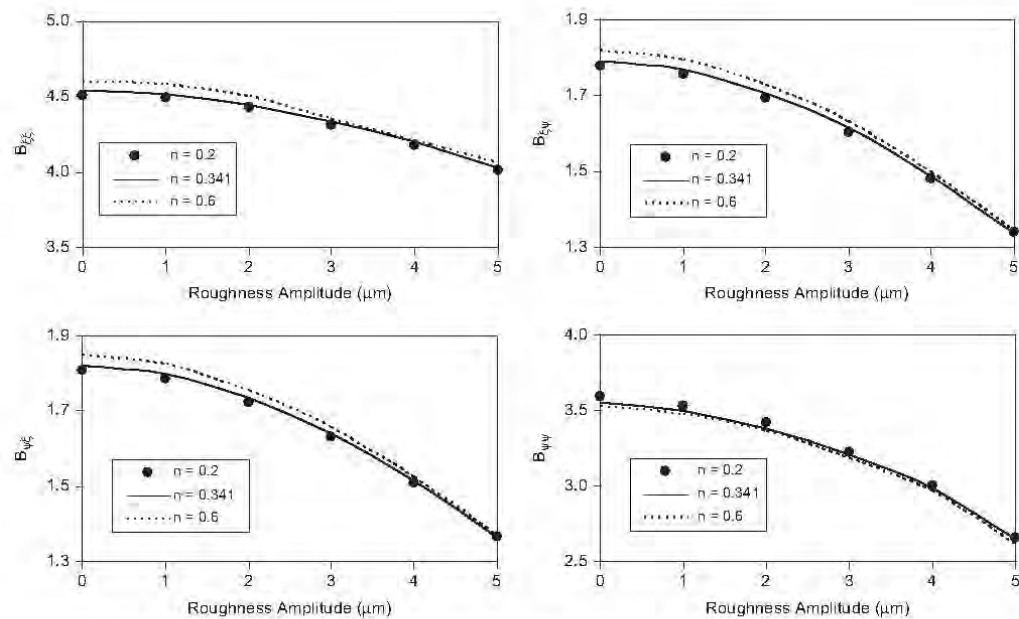 5.0
4.5
4.0
3.5
B_ξξ
n = 0.2
n = 0.341
n = 0.6
0 1 2 3 4 5
Roughness Amplitude (μm)
1.9
1.7
1.5
1.3
B_ξψ
n = 0.2
n = 0.341
n = 0.6
0 1 2 3 4 5
Roughness Amplitude (μm)
1.9
1.7
1.5
1.3
B_ψξ
n = 0.2
n = 0.341
n = 0.6
0 1 2 3 4 5
Roughness Amplitude (μm)
4.0
3.5
3.0
2.5
B_ψψ
n = 0.2
n = 0.341
n = 0.6
0 1 2 3 4 5
Roughness Amplitude (μm)